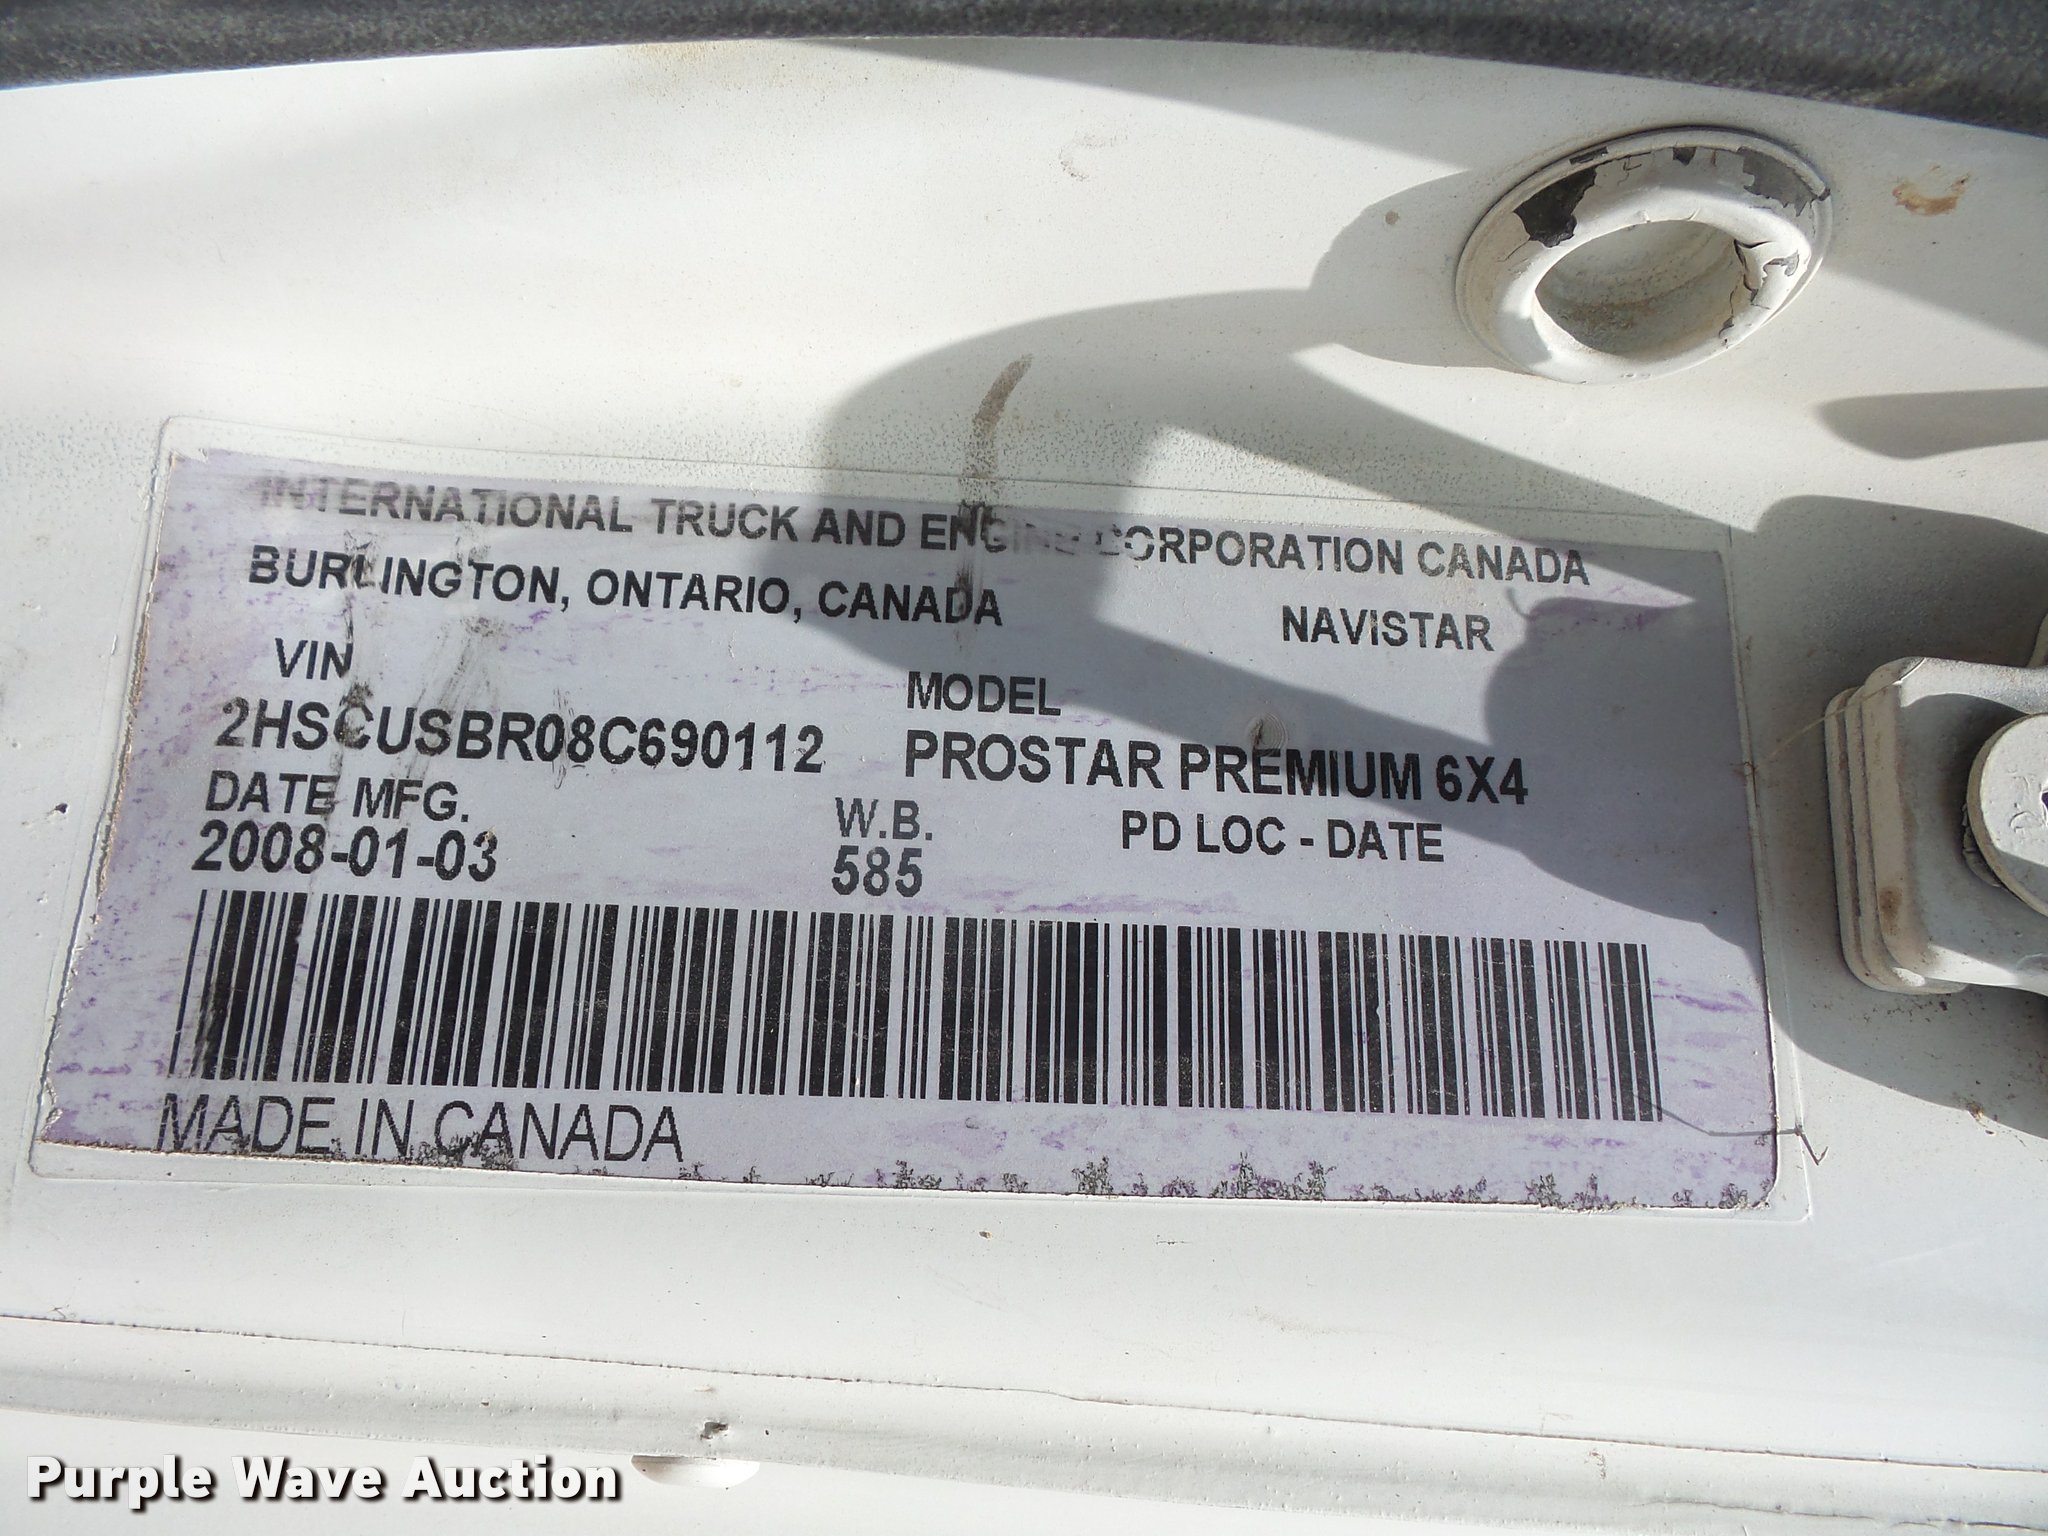 INTERNATIONAL TRUCK AND ENGINE CORPORATION CANADA
BURLINGTON, ONTARIO, CANADA
NAVISTAR
VIN
MODEL
2HSCUSBR08C690112
PROSTAR PREMIUM 6X4
DATE MFG.
W.B.
PD LOC - DATE
2008-01-03
585
MADE IN CANADA
Purple Wave Auction